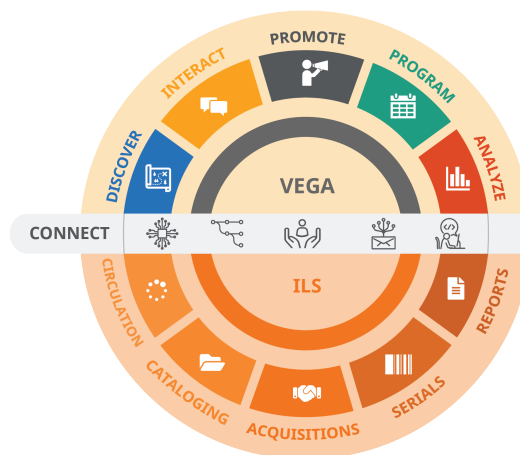 PROMOTE
INTERACT
PROGRAM
DISCOVER
ANALYZE
VEGA
CONNECT
ILS
CIRCULATION
REPORTS
CATALOGING
SERIALS
ACQUISITIONS